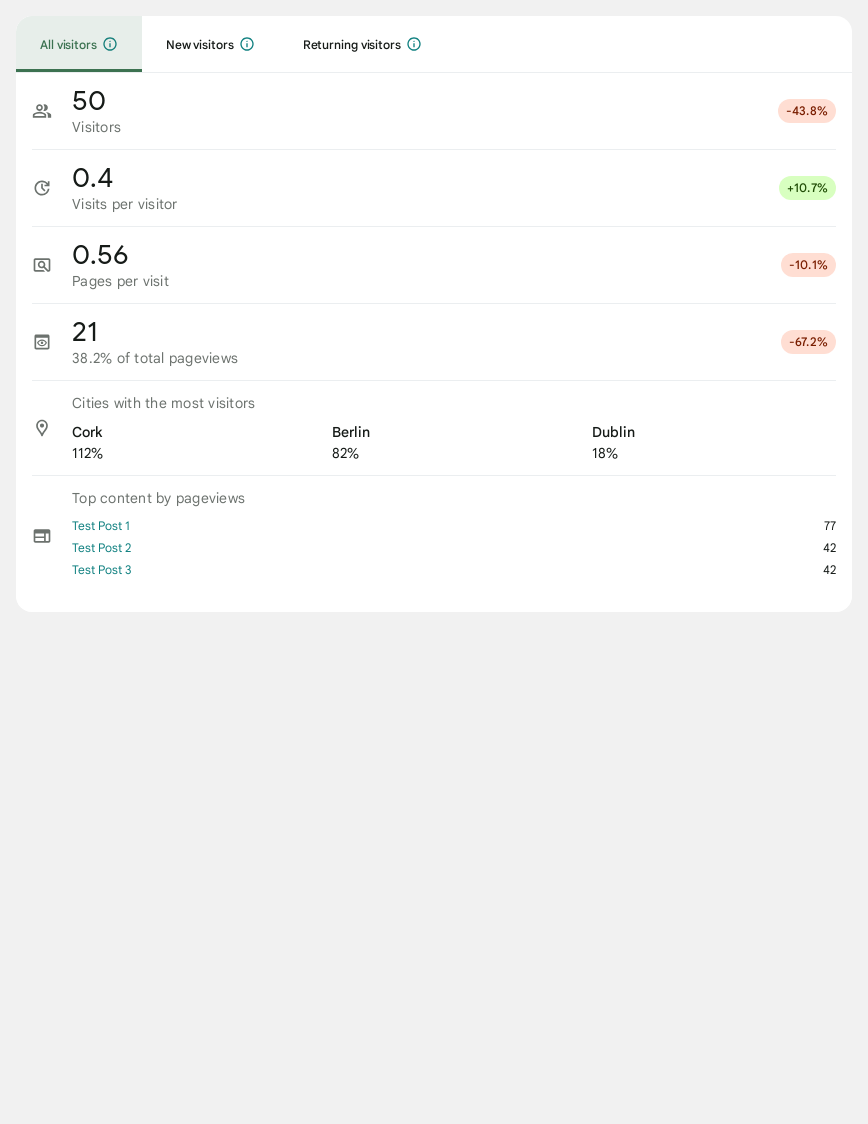 All visitors
New visitors
Returning visitors
50
Visitors
-43.8%
0.4
Visits per visitor
+10.7%
0.56
Pages per visit
-10.1%
21
38.2% of total pageviews
-67.2%
Cities with the most visitors
Cork Berlin Dublin
112% 82% 18%
Top content by pageviews
Test Post 1 77
Test Post 2 42
Test Post 3 42